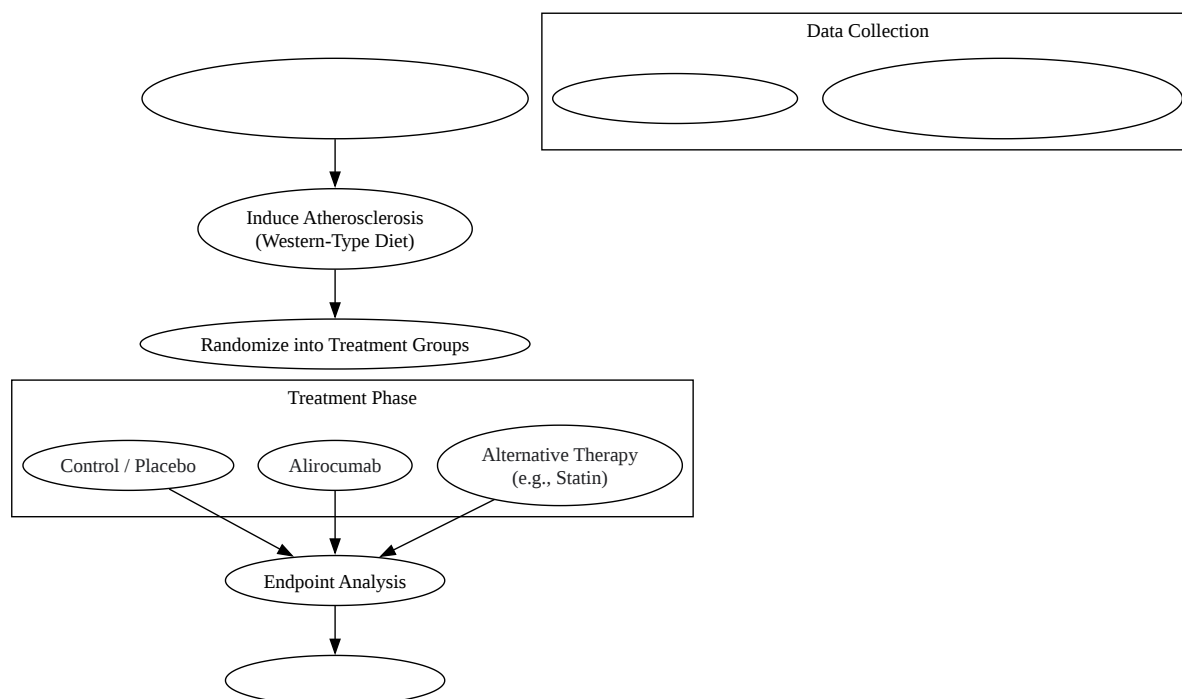 Data Collection
Induce Atherosclerosis
(Western-Type Diet)
Randomize into Treatment Groups
Treatment Phase
Control / Placebo
Alirocumab
Alternative Therapy
(e.g., Statin)
Endpoint Analysis